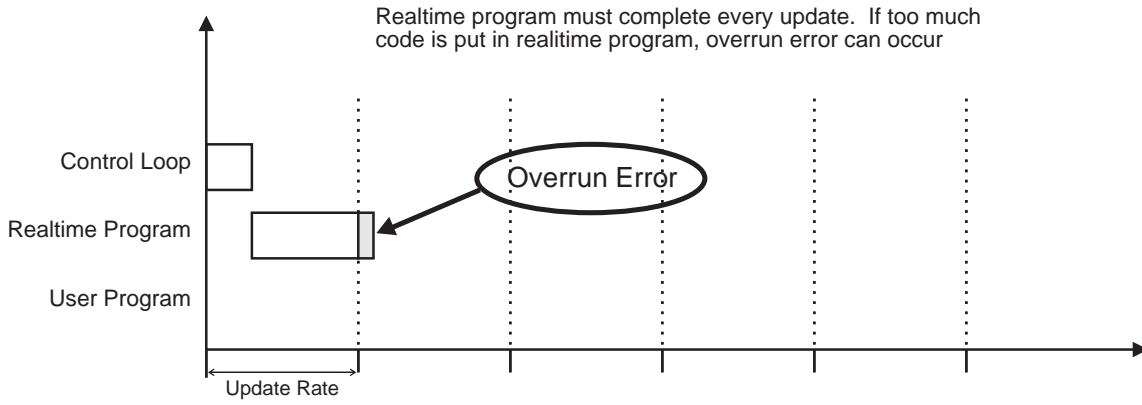 Realtime program must complete every update.  If too much
code is put in realitime program, overrun error can occur
Control Loop
Overrun Error
Realtime Program
User Program
Update Rate